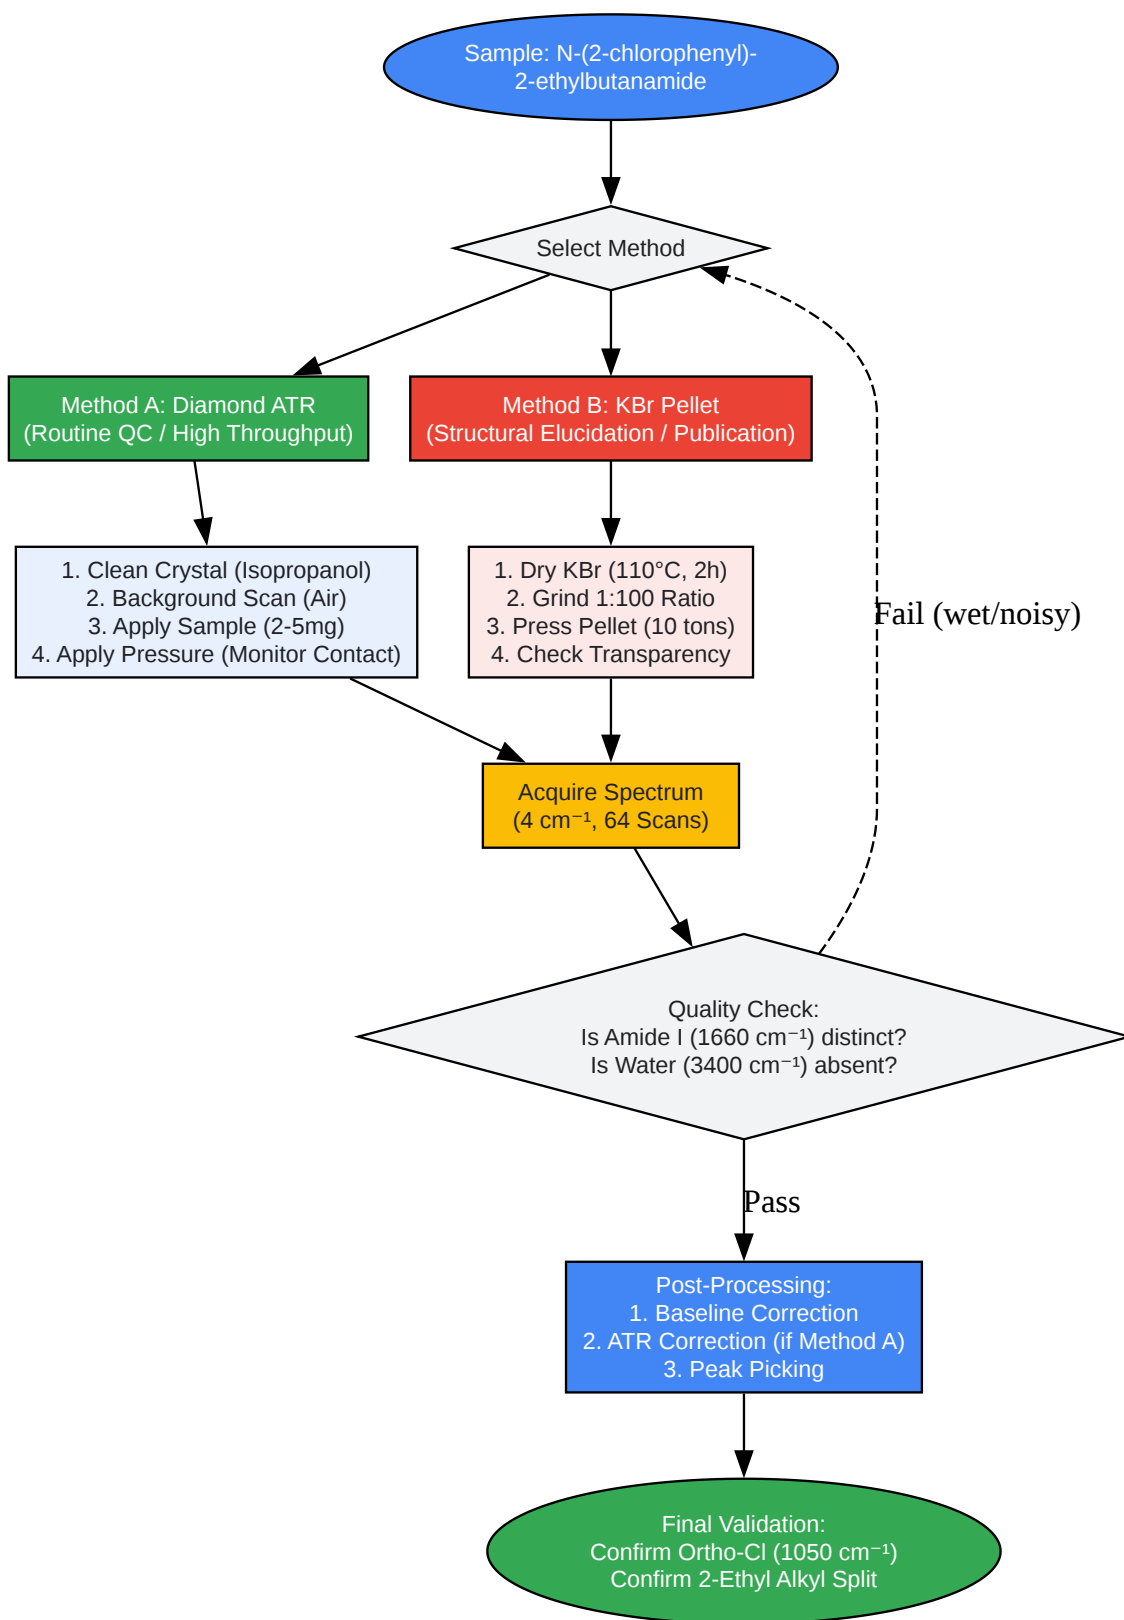 Sample: N-(2-chlorophenyl)-
2-ethylbutanamide
Select Method
Method A: Diamond ATR
(Routine QC / High Throughput)
Method B: KBr Pellet
(Structural Elucidation / Publication)
1. Clean Crystal (Isopropanol)
2. Background Scan (Air)
3. Apply Sample (2-5mg)
4. Apply Pressure (Monitor Contact)
1. Dry KBr (110°C, 2h)
2. Grind 1:100 Ratio
3. Press Pellet (10 tons)
4. Check Transparency
Fail (wet/noisy)
Acquire Spectrum
(4 cm⁻¹, 64 Scans)
Quality Check:
Is Amide I (1660 cm⁻¹) distinct?
Is Water (3400 cm⁻¹) absent?
Pass
Post-Processing:
1. Baseline Correction
2. ATR Correction (if Method A)
3. Peak Picking
Final Validation:
Confirm Ortho-Cl (1050 cm⁻¹)
Confirm 2-Ethyl Alkyl Split